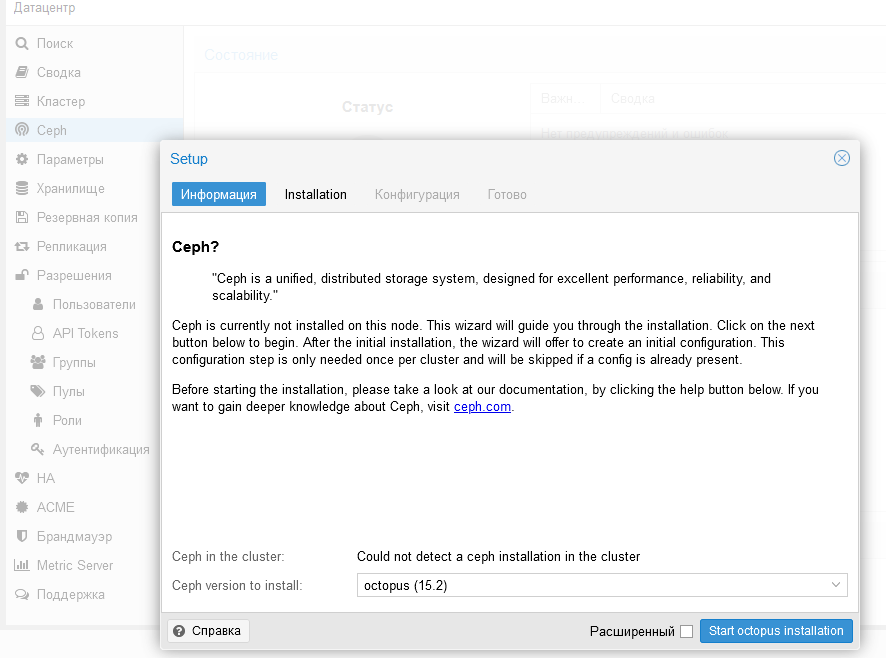 Датацентр
Поиск
Сводка
Кластер
Ceph
Параметры
Хранилище
Резервная копия
Репликация
Разрешения
Пользователи
API Tokens
Группы
Пулы
Роли
Аутентификация
HA
ACME
Брандмауэр
Metric Server
Поддержка
Состояние
Статус
Важн...
Сводка
Нет предупреждений и ошибок
Setup
Информация
Installation
Конфигурация
Готово
Ceph?
"Ceph is a unified, distributed storage system, designed for excellent performance, reliability, and
scalability."
Ceph is currently not installed on this node. This wizard will guide you through the installation. Click on the next
button below to begin. After the initial installation, the wizard will offer to create an initial configuration. This
configuration step is only needed once per cluster and will be skipped if a config is already present.
Before starting the installation, please take a look at our documentation, by clicking the help button below. If you
want to gain deeper knowledge about Ceph, visit ceph.com.
Ceph in the cluster: Could not detect a ceph installation in the cluster
Ceph version to install: octopus (15.2)
Справка
Расширенный
Start octopus installation